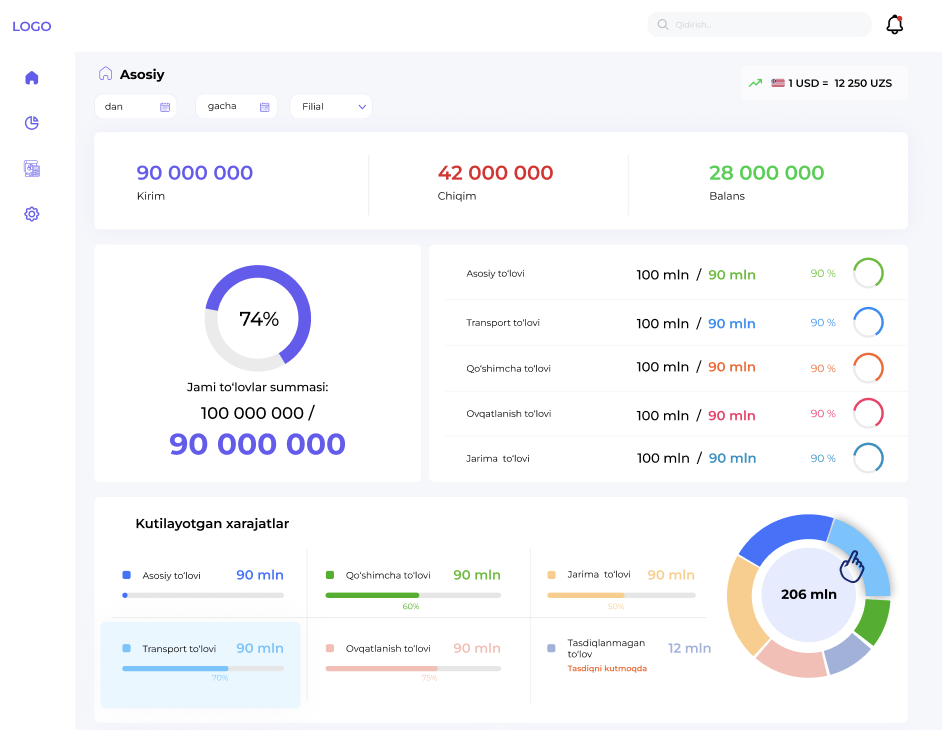 LOGO
Qidirish...
Asosiy
1 USD = 12 250 UZS
dan
gacha
Filial
90 000 000
Kirim
42 000 000
Chiqim
28 000 000
Balans
74%
Jami to'lovlar summasi:
100 000 000 /
90 000 000
Asosiy to'lovi 100 mln / 90 mln 90 %
Transport to'lovi 100 mln / 90 mln 90 %
Qo'shimcha to'lovi 100 mln / 90 mln 90 %
Ovqatlanish to'lovi 100 mln / 90 mln 90 %
Jarima to'lovi 100 mln / 90 mln 90 %
Kutilayotgan xarajatlar
Asosiy to'lovi 90 mln
Qo'shimcha to'lovi 90 mln
60%
Jarima to'lovi 90 mln
50%
Transport to'lovi 90 mln
70%
Ovqatlanish to'lovi 90 mln
75%
Tasdiqlanmagan
to'lov
12 mln
Tasdiqni kutmoqda
206 mln